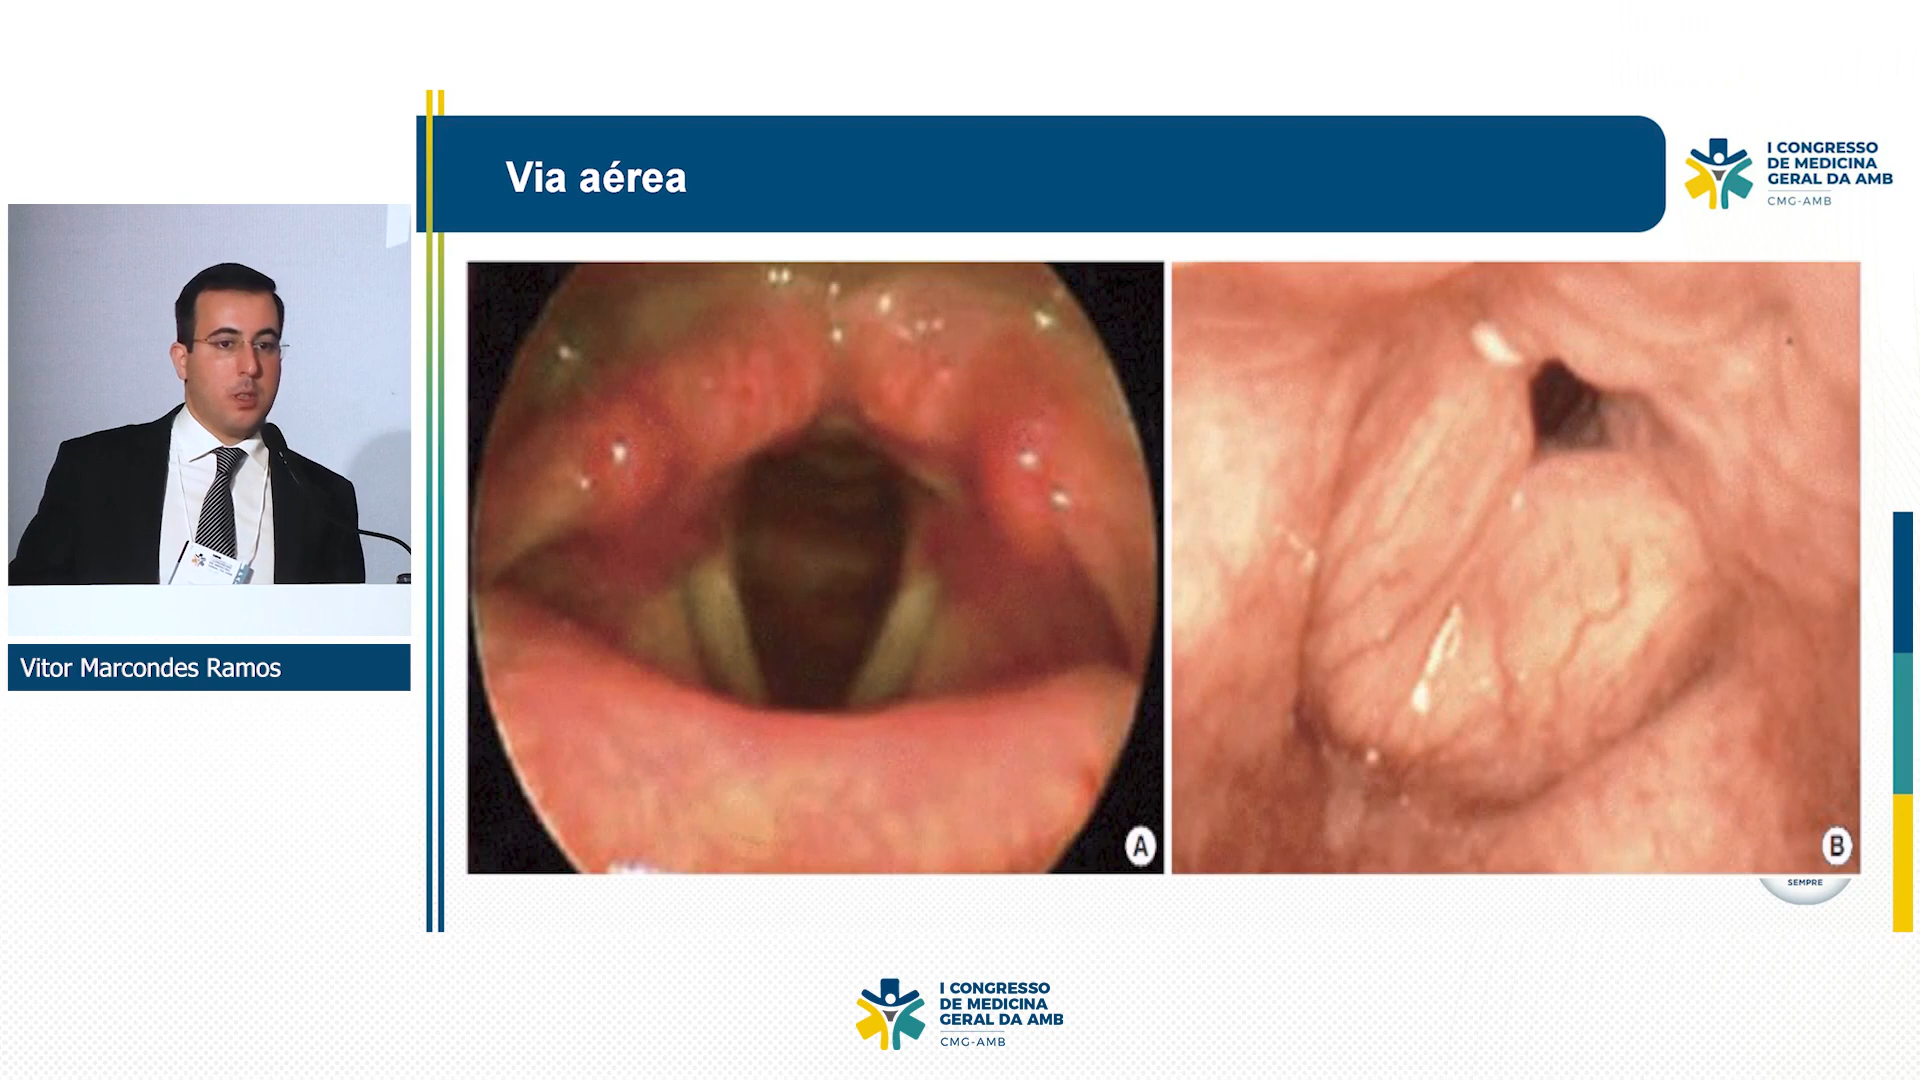 Via aérea
I CONGRESSO
DE MEDICINA
GERAL DA AMB
CMG-AMB
Vitor Marcondes Ramos
A
B
SEMPRE
I CONGRESSO
DE MEDICINA
GERAL DA AMB
CMG-AMB